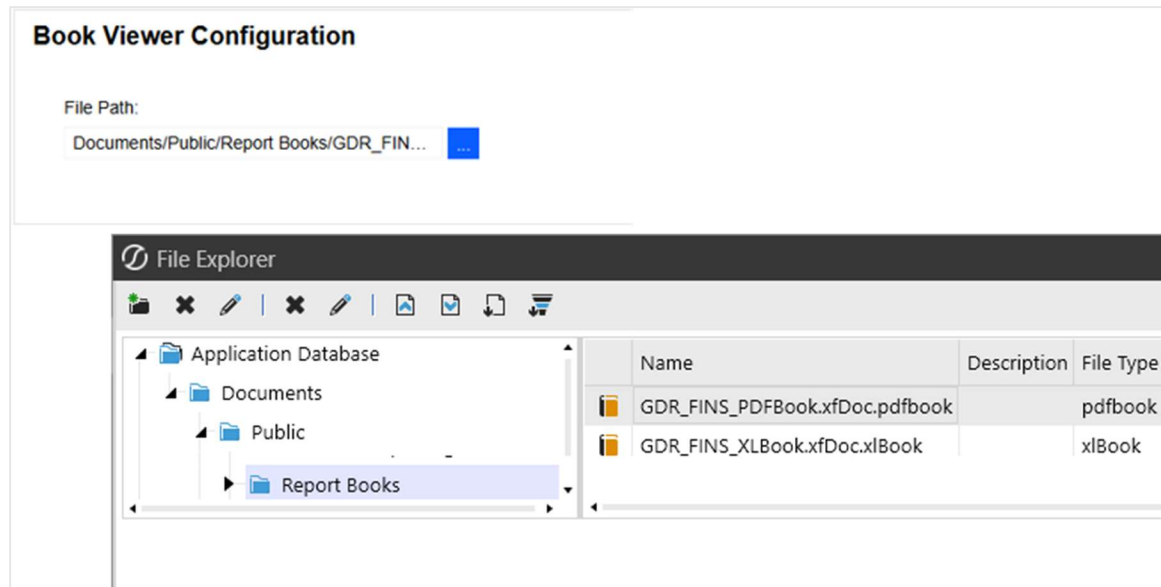 Book Viewer Configuration
File Path:
Documents/Public/Report Books/GDR_FIN... ...
File Explorer
Application Database
Documents
Public
Report Books
Name Description File Type
GDR_FINS_PDFBook.xfDoc.pdfbook pdfbook
GDR_FINS_XLBook.xfDoc.xlBook xlBook